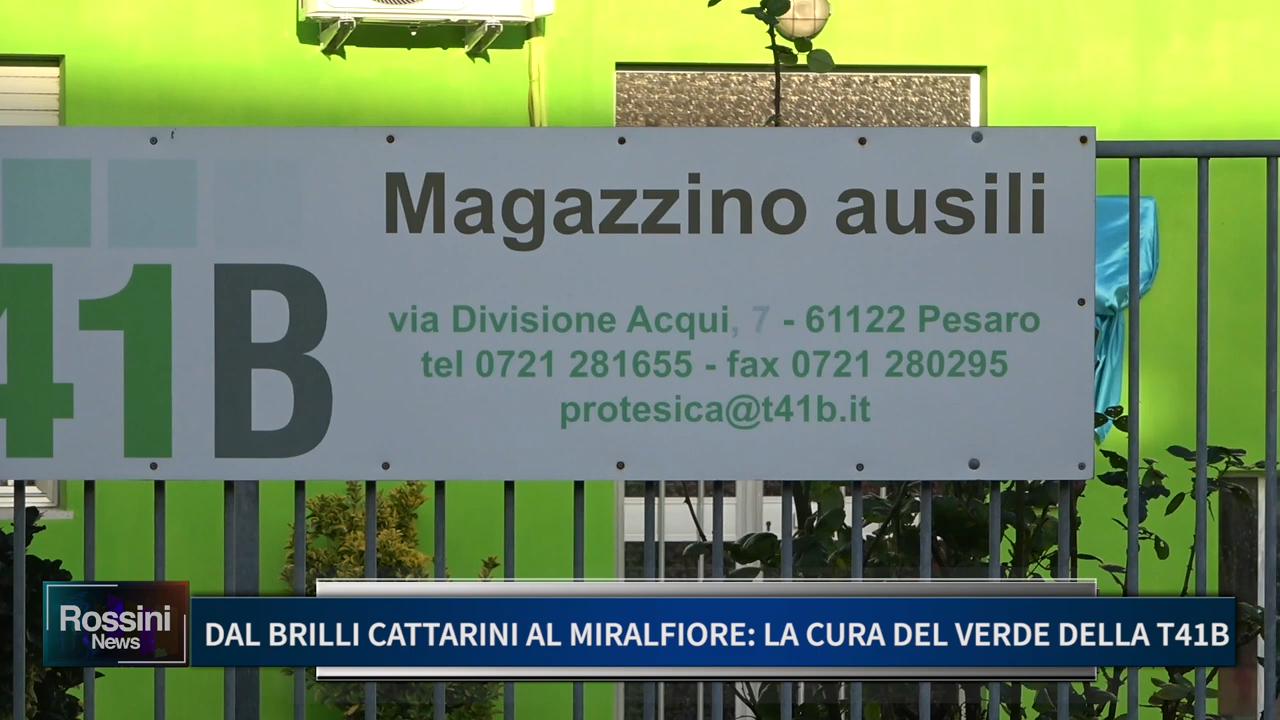 Magazzino ausili
41B
via Divisione Acqui, 7 - 61122 Pesaro
tel 0721 281655 - fax 0721 280295
protesica@t41b.it
Rossini
News
DAL BRILLI CATTARINI AL MIRALFIORE: LA CURA DEL VERDE DELLA T41B